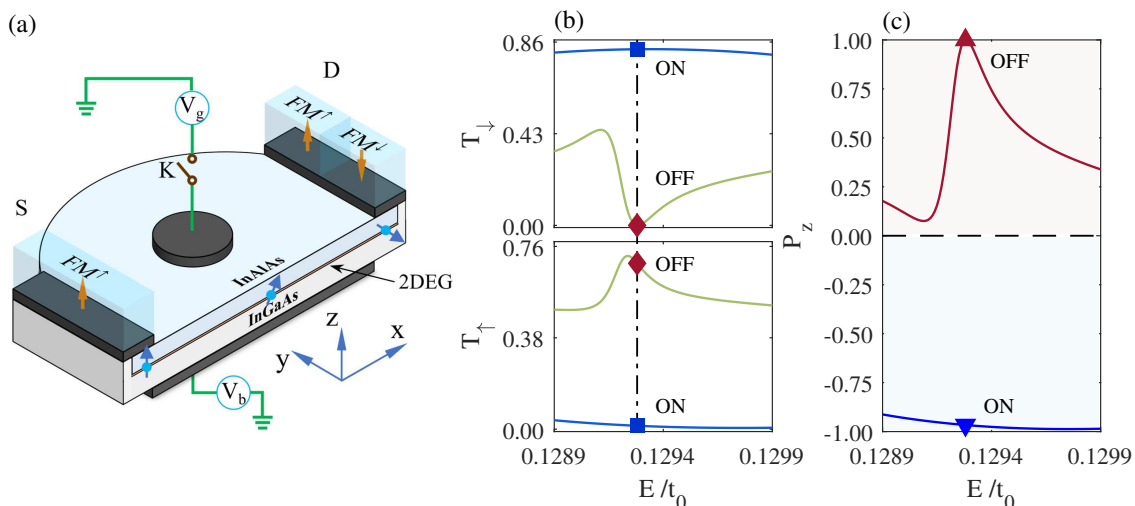 (a)
V_g
K
D
FM↑
FM↓
S
FM↑
InAlAs
InGaAs
2DEG
z
x
y
V_b
(b)
0.86
0.43
0.00
T_↓
ON
OFF
0.76
0.38
0.00
T_↑
OFF
ON
0.1289
0.1294
0.1299
E/t_0
(c)
1.00
0.75
0.50
0.25
0.00
-0.25
-0.50
-0.75
-1.00
P_z
OFF
ON
0.1289
0.1294
0.1299
E/t_0